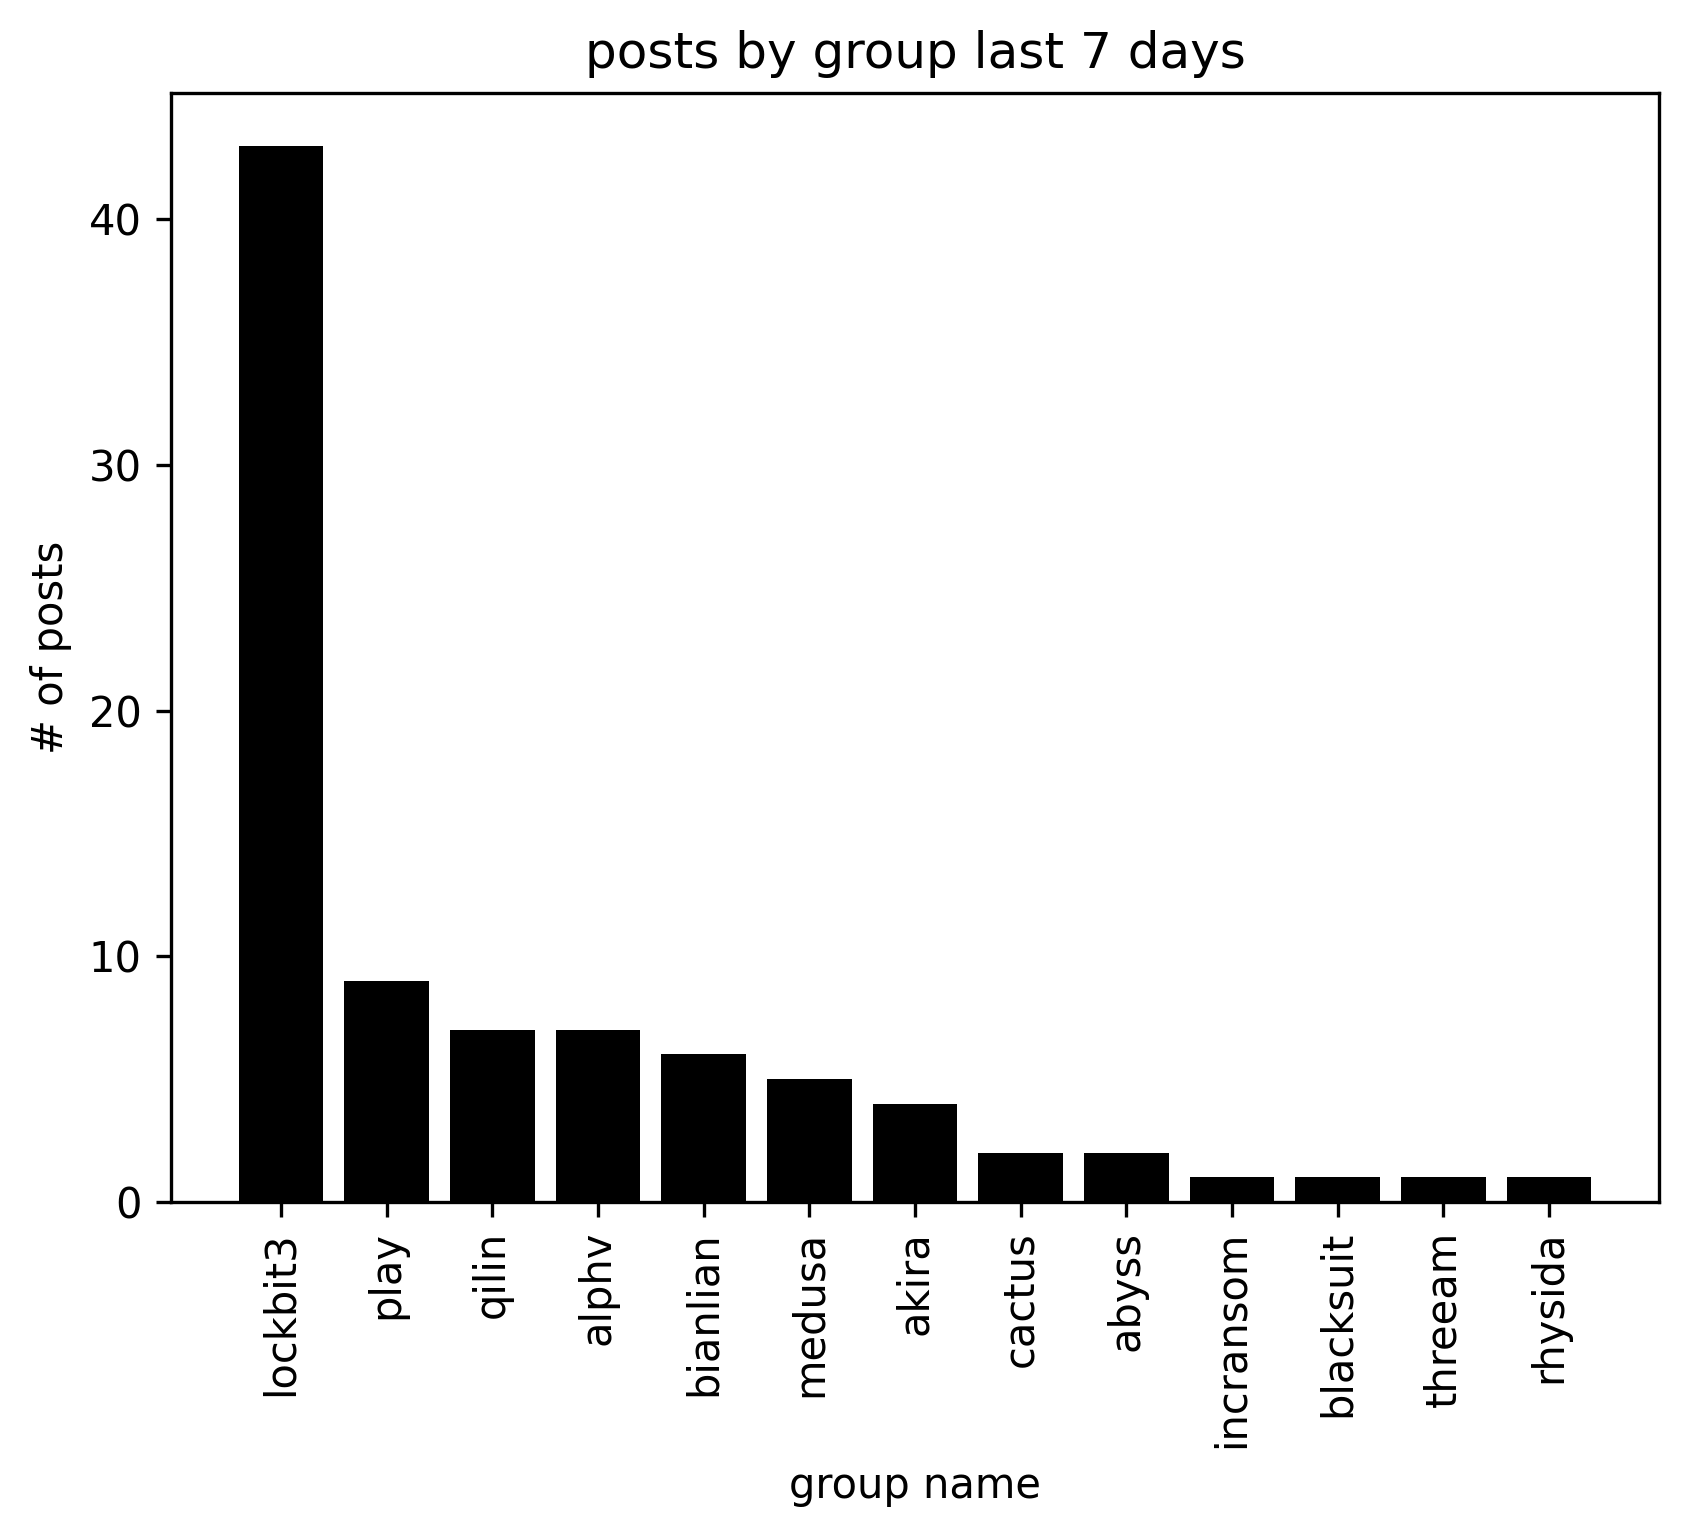 posts by group last 7 days
# of posts
40
30
20
10
0
lockbit3
play
qilin
alphv
bianlian
medusa
akira
cactus
abyss
incransom
blacksuit
threeam
rhysida
group name